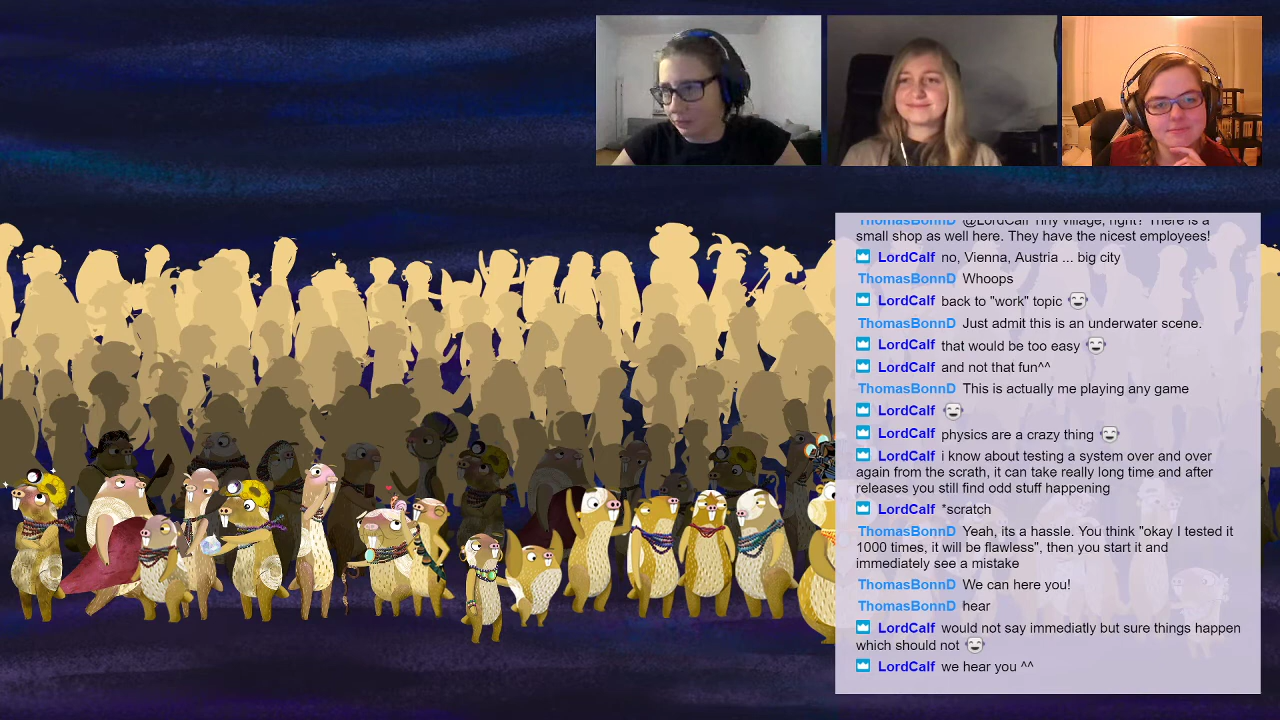 ThomasBonnD @LordCalf Tiny village, right? There is a
small shop as well here. They have the nicest employees!
LordCalf no, Vienna, Austria ... big city
ThomasBonnD Whoops
LordCalf back to "work" topic
ThomasBonnD Just admit this is an underwater scene.
LordCalf that would be too easy
LordCalf and not that fun^^
ThomasBonnD This is actually me playing any game
LordCalf
LordCalf physics are a crazy thing
LordCalf i know about testing a system over and over
again from the scrath, it can take really long time and after
releases you still find odd stuff happening
LordCalf *scratch
ThomasBonnD Yeah, its a hassle. You think "okay I tested it
1000 times, it will be flawless", then you start it and
immediately see a mistake
ThomasBonnD We can here you!
ThomasBonnD hear
LordCalf would not say immediatly but sure things happen
which should not
LordCalf we hear you ^^